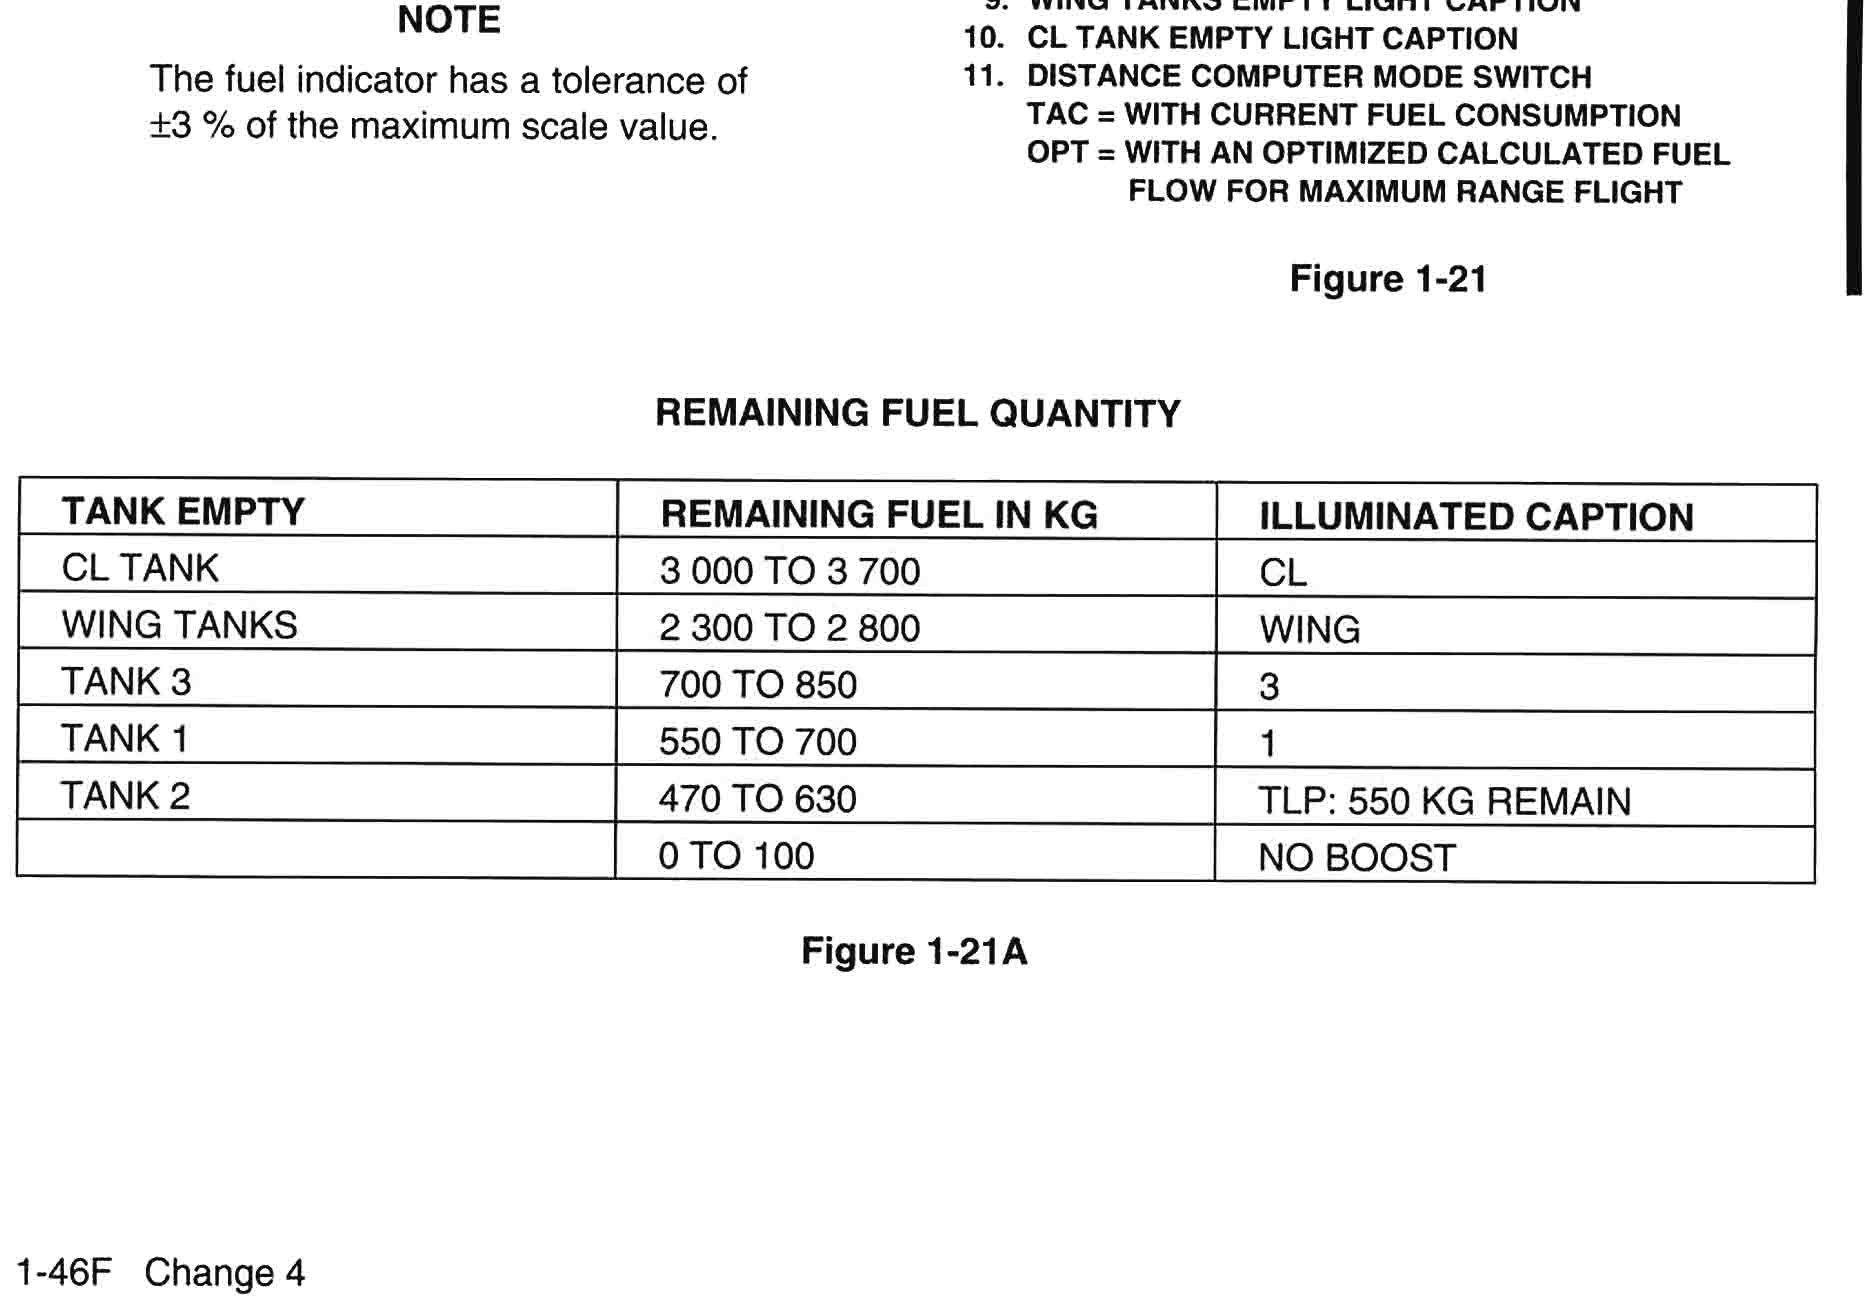 NOTE
The fuel indicator has a tolerance of
±3 % of the maximum scale value.
9. WING TANKS EMPTY LIGHT CAPTION
10. CL TANK EMPTY LIGHT CAPTION
11. DISTANCE COMPUTER MODE SWITCH
TAC = WITH CURRENT FUEL CONSUMPTION
OPT = WITH AN OPTIMIZED CALCULATED FUEL
FLOW FOR MAXIMUM RANGE FLIGHT
Figure 1-21
REMAINING FUEL QUANTITY
TANK EMPTY REMAINING FUEL IN KG ILLUMINATED CAPTION
CL TANK 3 000 TO 3 700 CL
WING TANKS 2 300 TO 2 800 WING
TANK 3 700 TO 850 3
TANK 1 550 TO 700 1
TANK 2 470 TO 630 TLP: 550 KG REMAIN
0 TO 100 NO BOOST
Figure 1-21A
1-46F Change 4